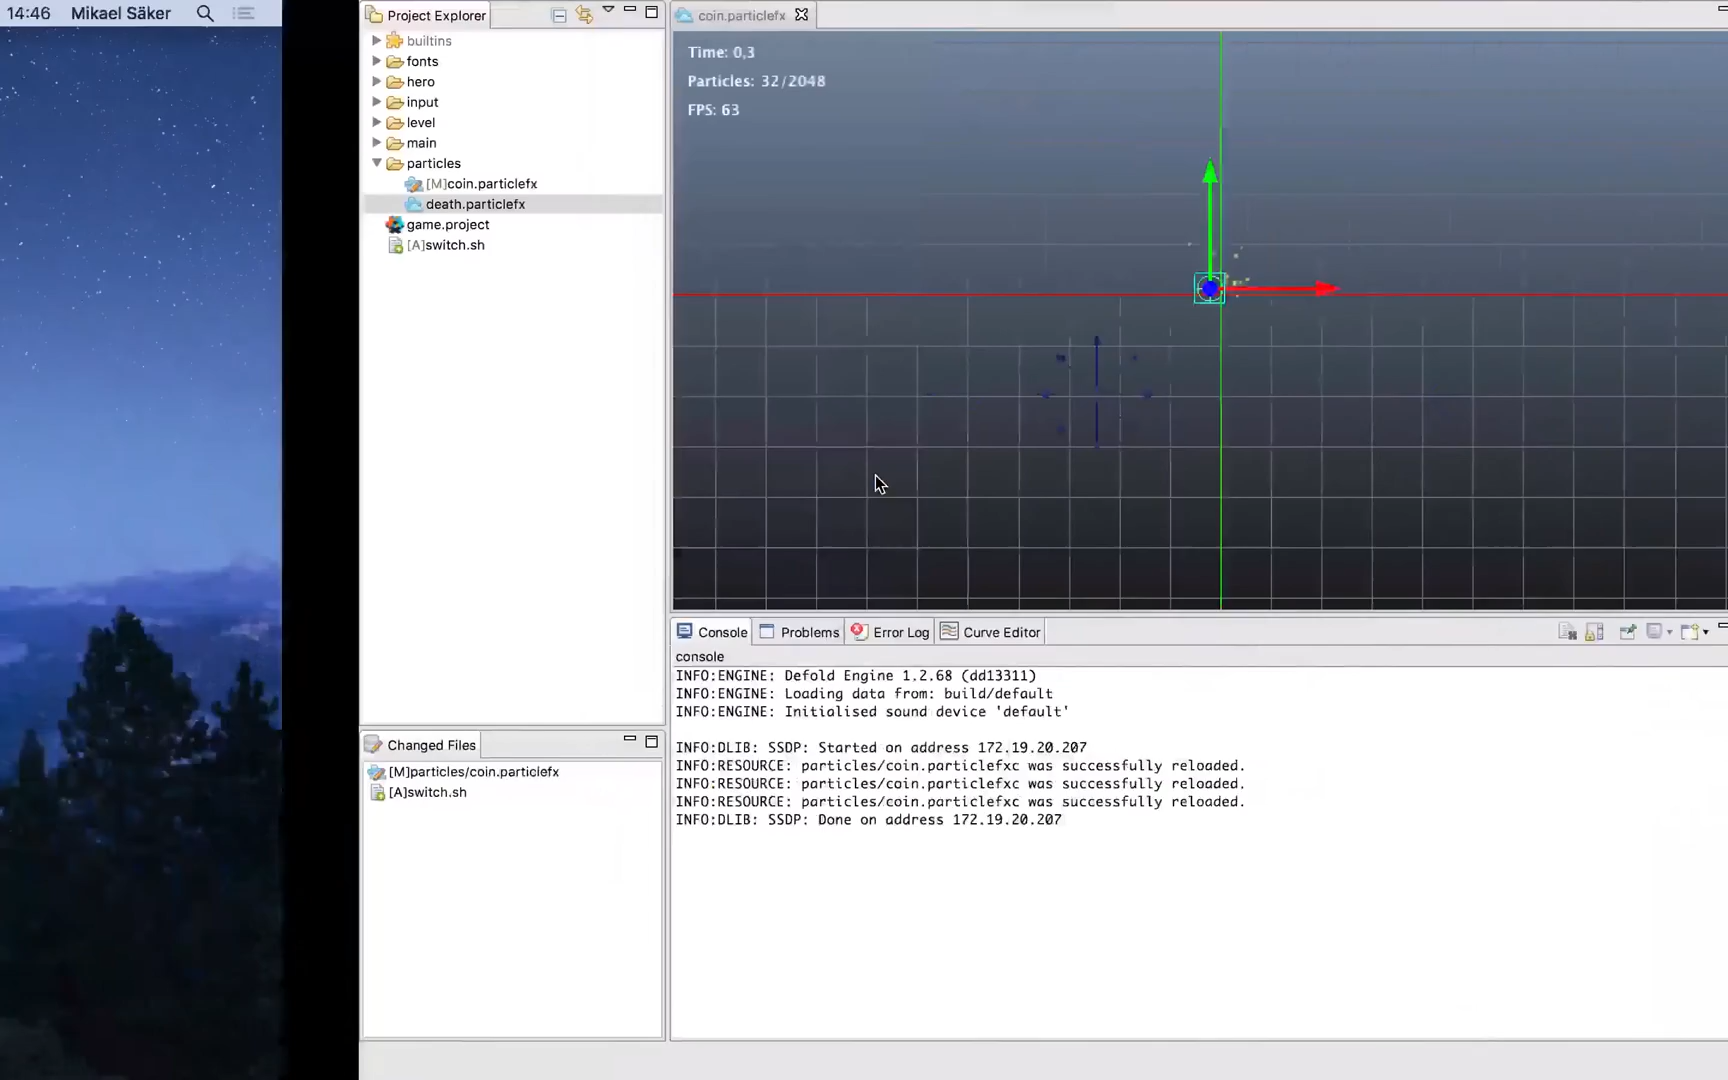 14:46 Mikael Säker
Project Explorer
builtins
fonts
hero
input
level
main
particles
[M]coin.particlefx
death.particlefx
game.project
[A]switch.sh
Changed Files
[M]particles/coin.particlefx
[A]switch.sh
coin.particlefx
Time: 0,3
Particles: 32/2048
FPS: 63
Console Problems Error Log Curve Editor
console
INFO:ENGINE: Defold Engine 1.2.68 (dd13311)
INFO:ENGINE: Loading data from: build/default
INFO:ENGINE: Initialised sound device 'default'
INFO:DLIB: SSDP: Started on address 172.19.20.207
INFO:RESOURCE: particles/coin.particlefxc was successfully reloaded.
INFO:RESOURCE: particles/coin.particlefxc was successfully reloaded.
INFO:RESOURCE: particles/coin.particlefxc was successfully reloaded.
INFO:DLIB: SSDP: Done on address 172.19.20.207